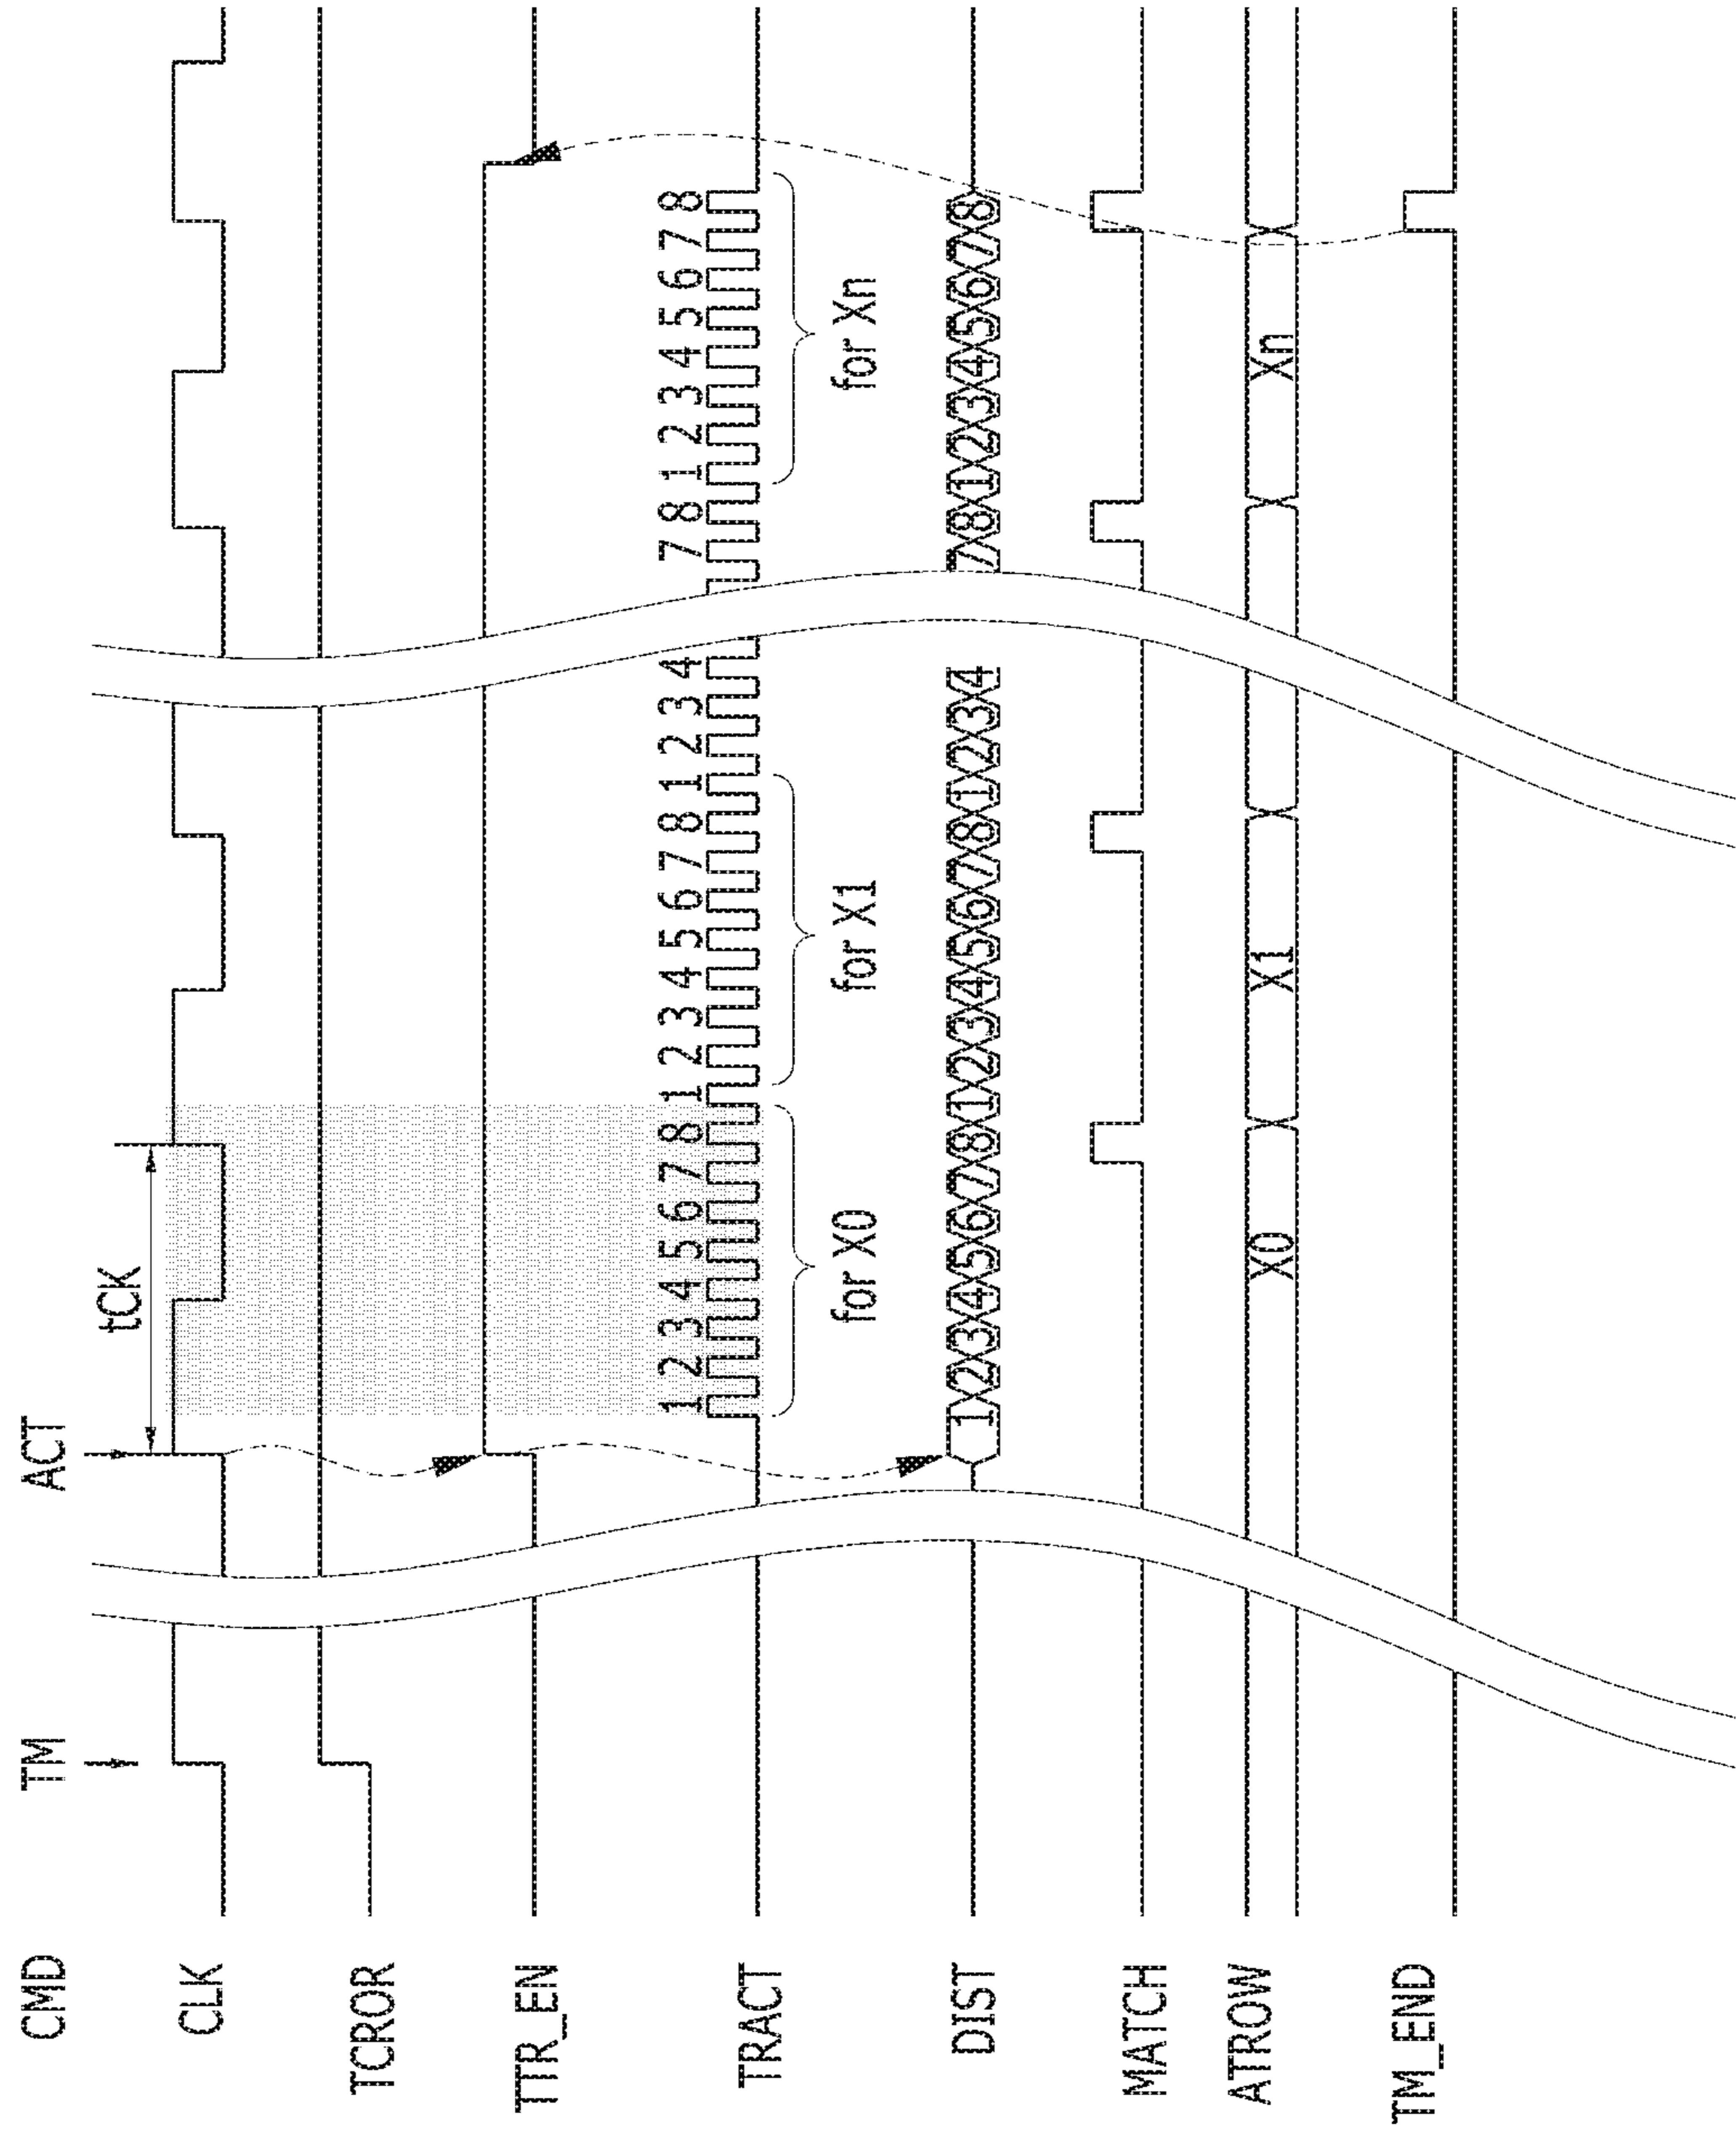 CMD TM ACT
tCK
CLK
TCROR
TTR_EN
1 2 3 4 5 6 7 8 1 2 3 4 5 6 7 8 1 2 3 4 7 8 1 2 3 4 5 6 7 8
TRACT
for X0 for X1 for Xn
DIST 1 2 3 4 5 6 7 8 1 2 3 4 5 6 7 8 1 2 3 4 7 8 1 2 3 4 5 6 7 8
MATCH
ATROW X0 X1 Xn
TM_END